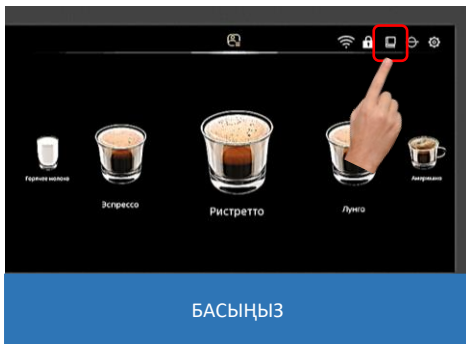 Горячее молоко
Эспрессо
Ристретто
Лунго
Американо
БАСЫҢЫЗ